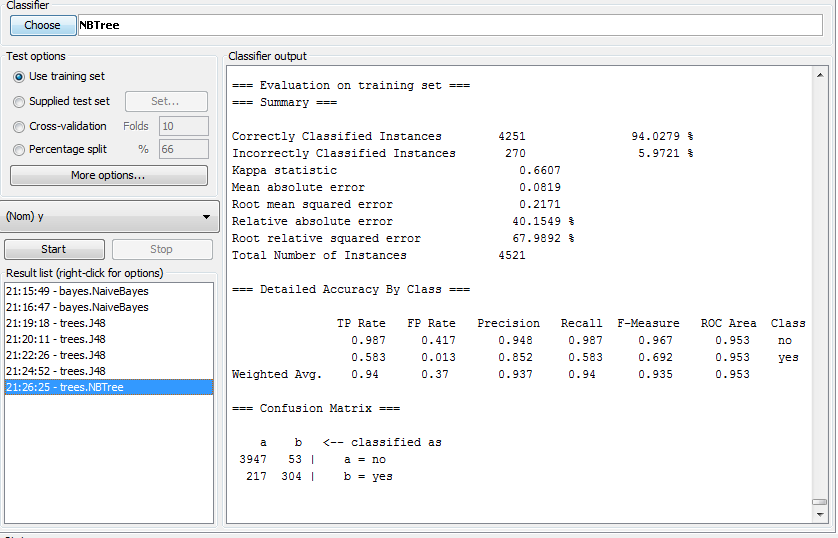 Classifier
Choose NBTree
Test options
Use training set
Supplied test set Set...
Cross-validation Folds 10
Percentage split % 66
More options...
(Nom) y
Start Stop
Result list (right-click for options)
21:15:49 - bayes.NaiveBayes
21:16:47 - bayes.NaiveBayes
21:19:18 - trees.J48
21:20:11 - trees.J48
21:22:26 - trees.J48
21:24:52 - trees.J48
21:26:25 - trees.NBTree
Classifier output
=== Evaluation on training set ===
=== Summary ===
Correctly Classified Instances 4251 94.0279 %
Incorrectly Classified Instances 270 5.9721 %
Kappa statistic 0.6607
Mean absolute error 0.0819
Root mean squared error 0.2171
Relative absolute error 40.1549 %
Root relative squared error 67.9892 %
Total Number of Instances 4521
=== Detailed Accuracy By Class ===
TP Rate FP Rate Precision Recall F-Measure ROC Area Class
0.987 0.417 0.948 0.987 0.967 0.953 no
0.583 0.013 0.852 0.583 0.692 0.953 yes
Weighted Avg. 0.94 0.37 0.937 0.94 0.935 0.953
=== Confusion Matrix ===
a b <-- classified as
3947 53 | a = no
217 304 | b = yes